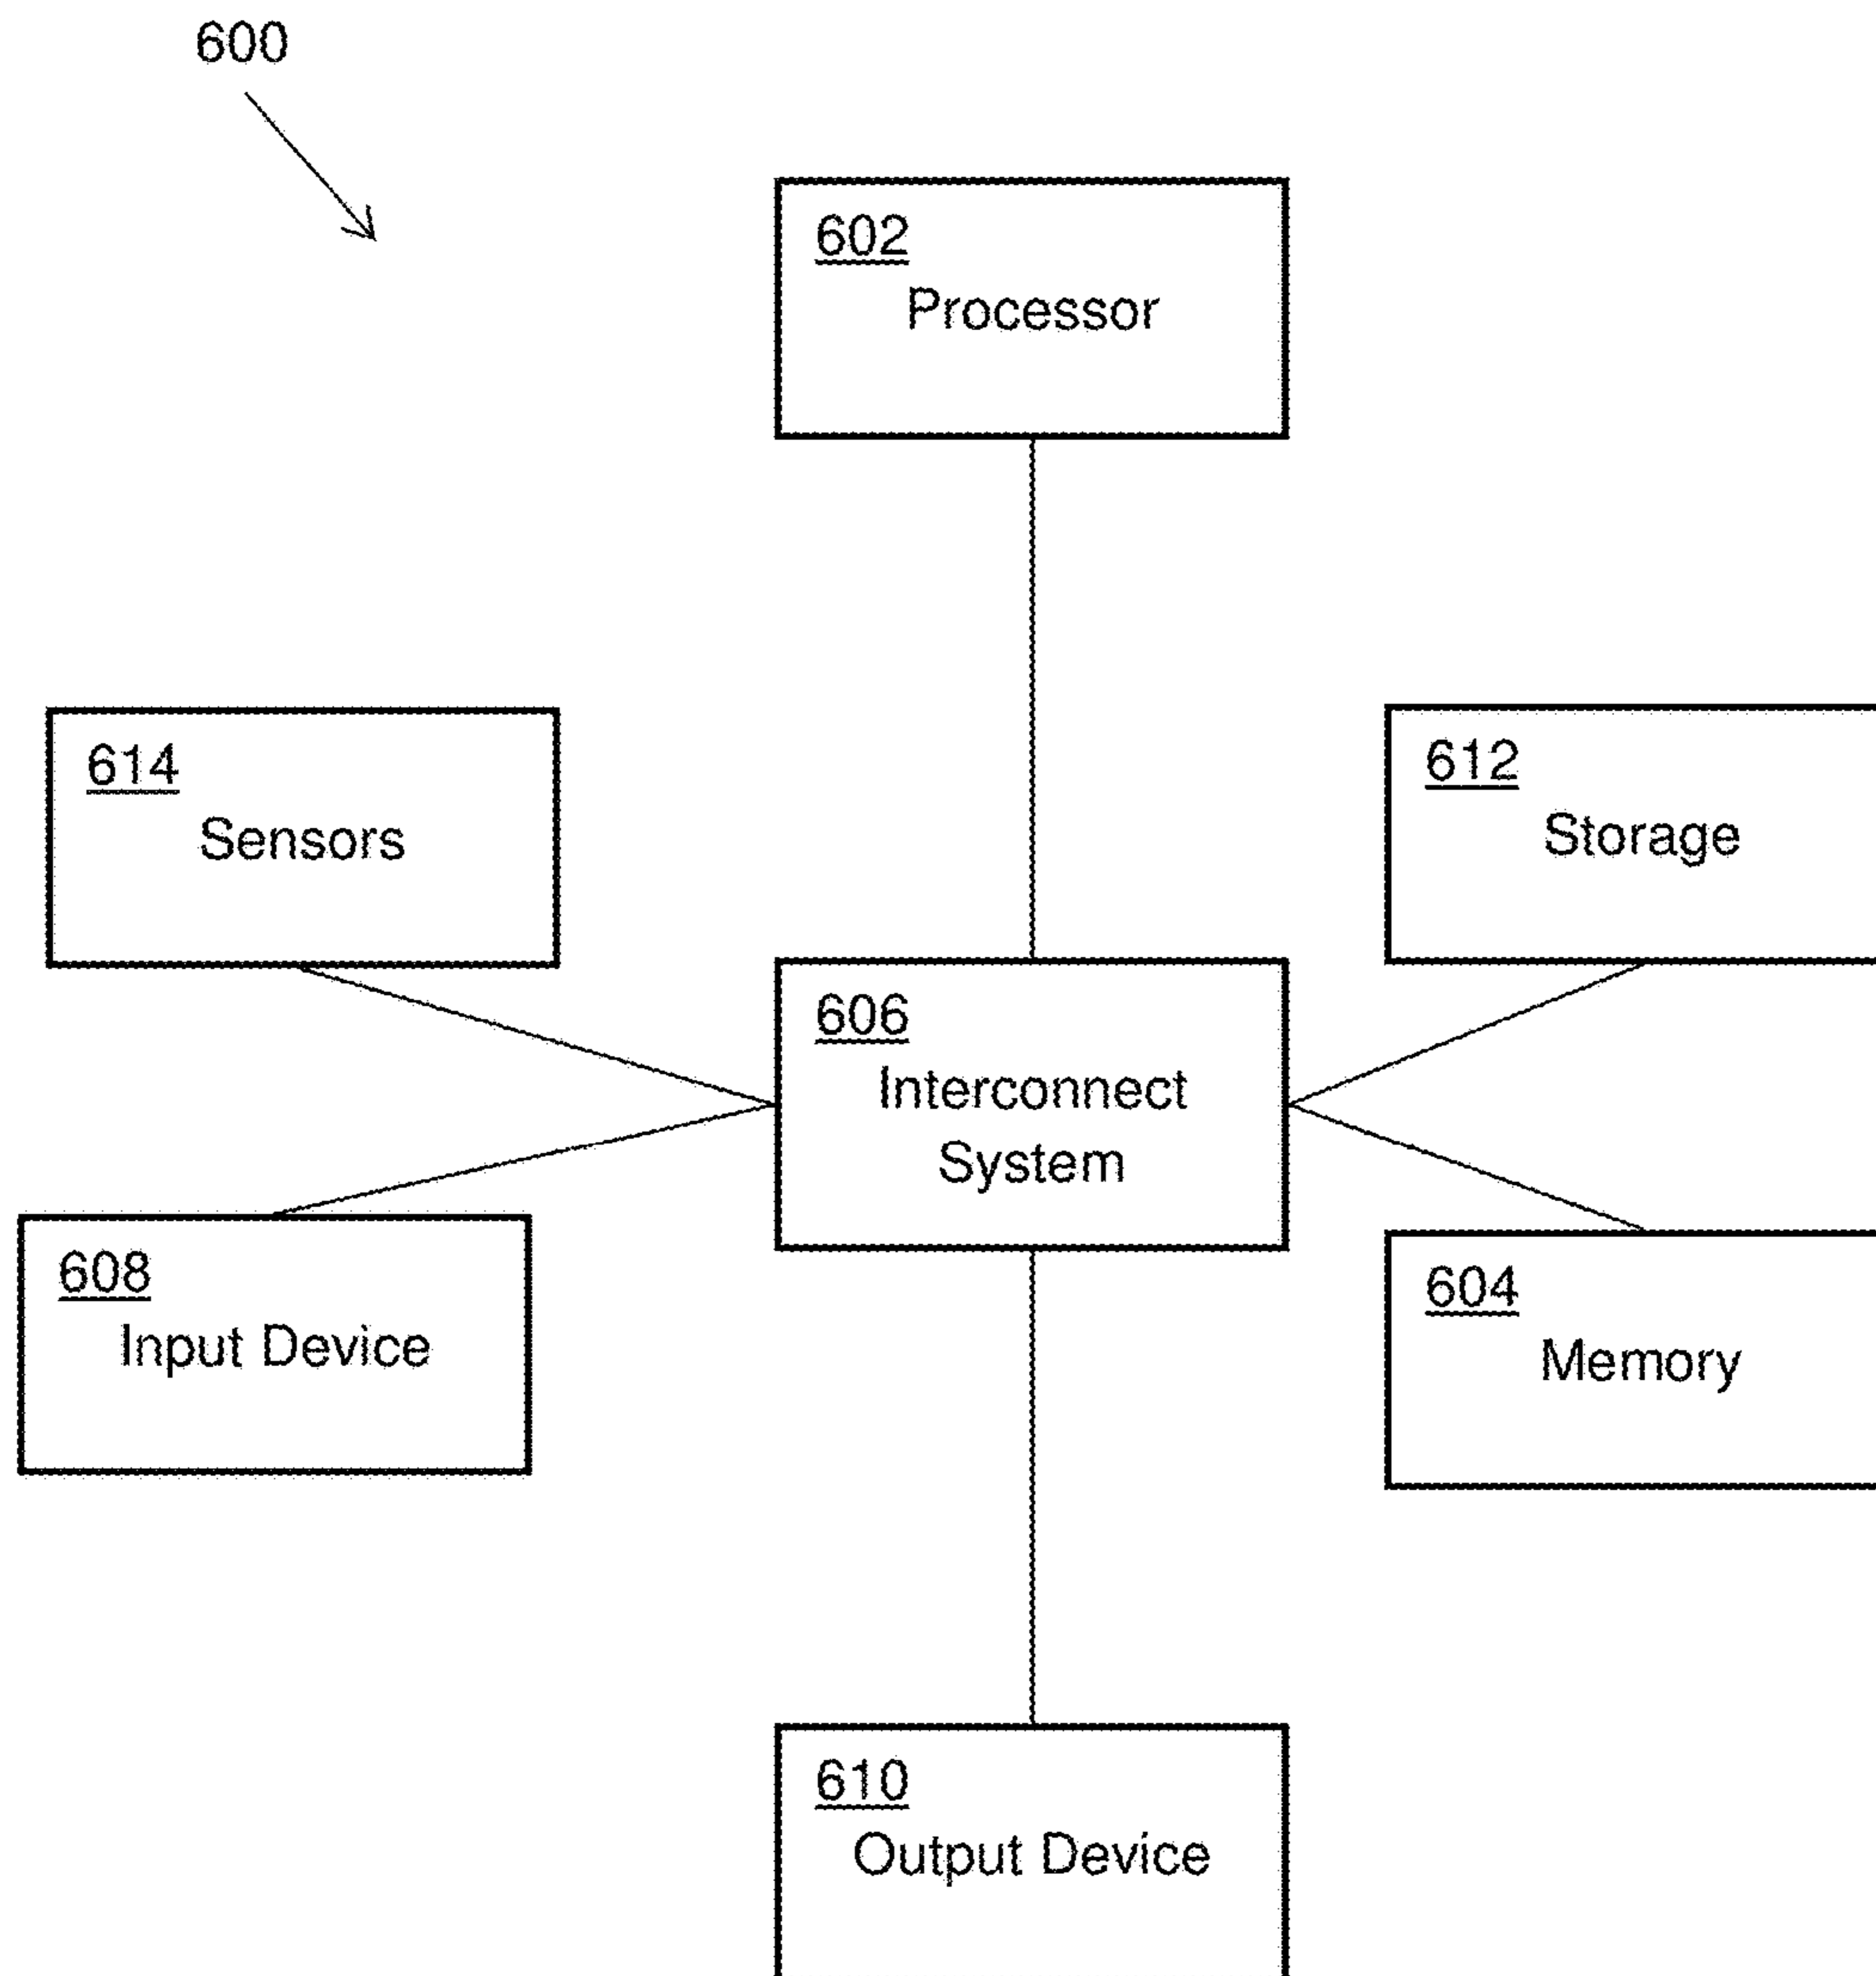 600
602
Processor
614
Sensors
612
Storage
606
Interconnect
System
608
Input Device
604
Memory
610
Output Device